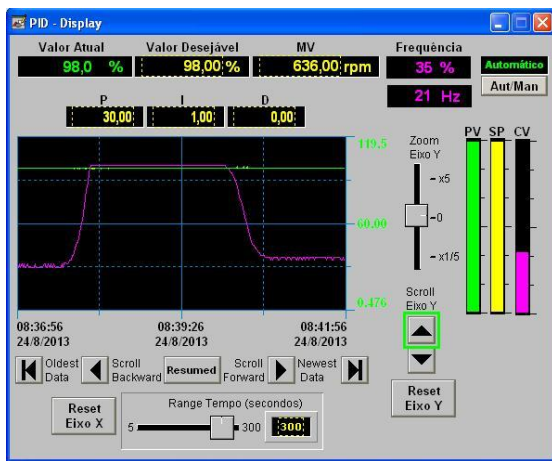 PID - Display
Valor Atual Valor Desejável MV Frequência
98,0 % 98,00 % 636,00 rpm 35 % Automático
21 Hz Aut/Man
P I D
30,00 1,00 0,00
PV SP CV
119,5
60,00
0,476
Zoom
Eixo Y
- x5
-0
- x1/5
Scroll
Eixo Y
08:36:56 08:39:26 08:41:56
24/8/2013 24/8/2013 24/8/2013
Oldest Data
Scroll Backward
Resumed
Scroll Forward
Newest Data
Reset
Eixo Y
Reset
Eixo X
Range Tempo (secondos)
5 300 300